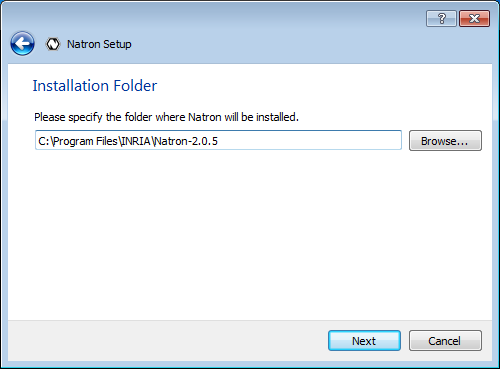 Natron Setup
Installation Folder
Please specify the folder where Natron will be installed.
C:\Program Files\INRIA\Natron-2.0.5
Browse...
Next
Cancel